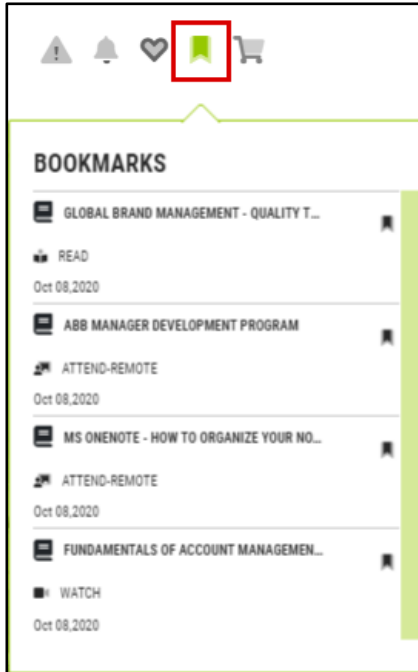 BOOKMARKS
GLOBAL BRAND MANAGEMENT - QUALITY T...
READ
Oct 08,2020
ABB MANAGER DEVELOPMENT PROGRAM
ATTEND-REMOTE
Oct 08,2020
MS ONENOTE - HOW TO ORGANIZE YOUR NO...
ATTEND-REMOTE
Oct 08,2020
FUNDAMENTALS OF ACCOUNT MANAGEMEN...
WATCH
Oct 08,2020